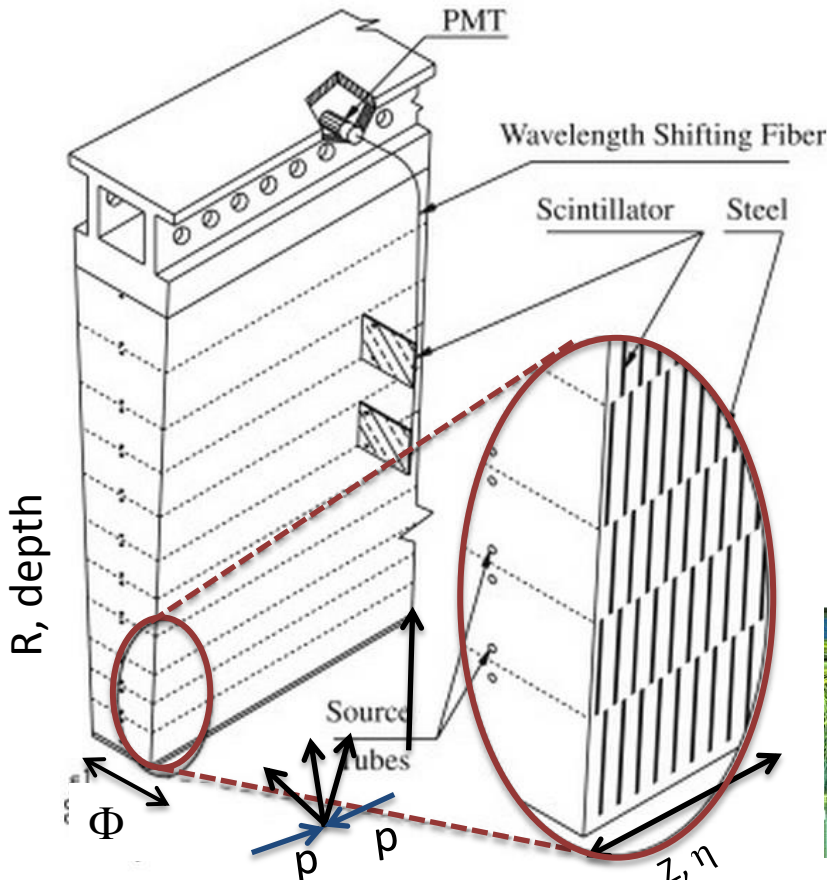 PMT
Wavelength Shifting Fiber
Scintillator
Steel
R, depth
Source
Tubes
Φ
p
p
Z, η